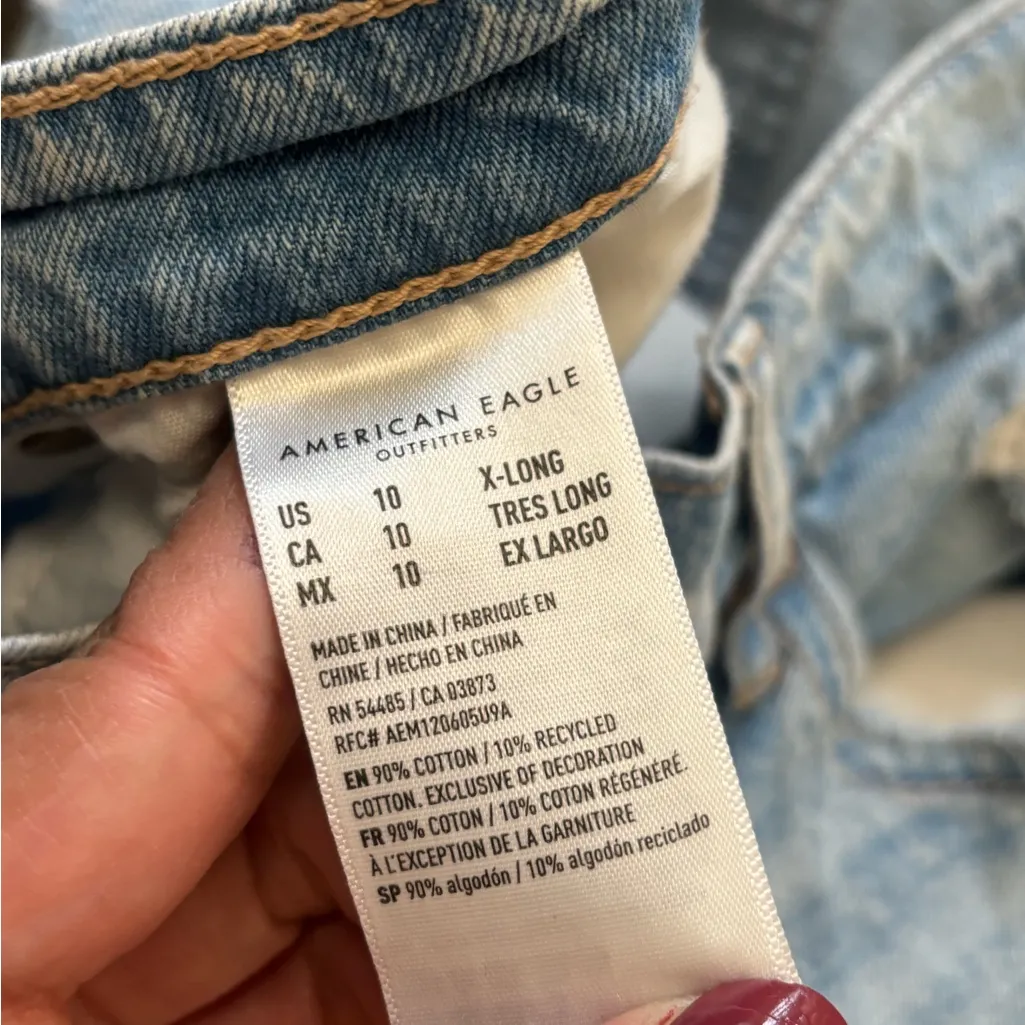 AMERICAN EAGLE
OUTFITTERS
US 10 X-LONG
CA 10 TRES LONG
MX 10 EX LARGO
MADE IN CHINA / FABRIQUÉ EN
CHINE / HECHO EN CHINA
RN 54485 / CA 03873
RFC# AEM120605U9A
EN 90% COTTON / 10% RECYCLED
COTTON. EXCLUSIVE OF DECORATION
FR 90% COTON / 10% COTON RÉGÉNÉRÉ.
À L'EXCEPTION DE LA GARNITURE
SP 90% algodón / 10% algodón reciclado